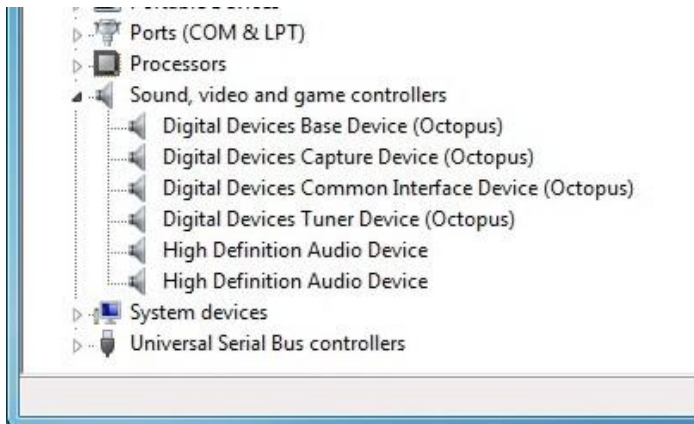 Portable Devices
Ports (COM & LPT)
Processors
Sound, video and game controllers
Digital Devices Base Device (Octopus)
Digital Devices Capture Device (Octopus)
Digital Devices Common Interface Device (Octopus)
Digital Devices Tuner Device (Octopus)
High Definition Audio Device
High Definition Audio Device
System devices
Universal Serial Bus controllers